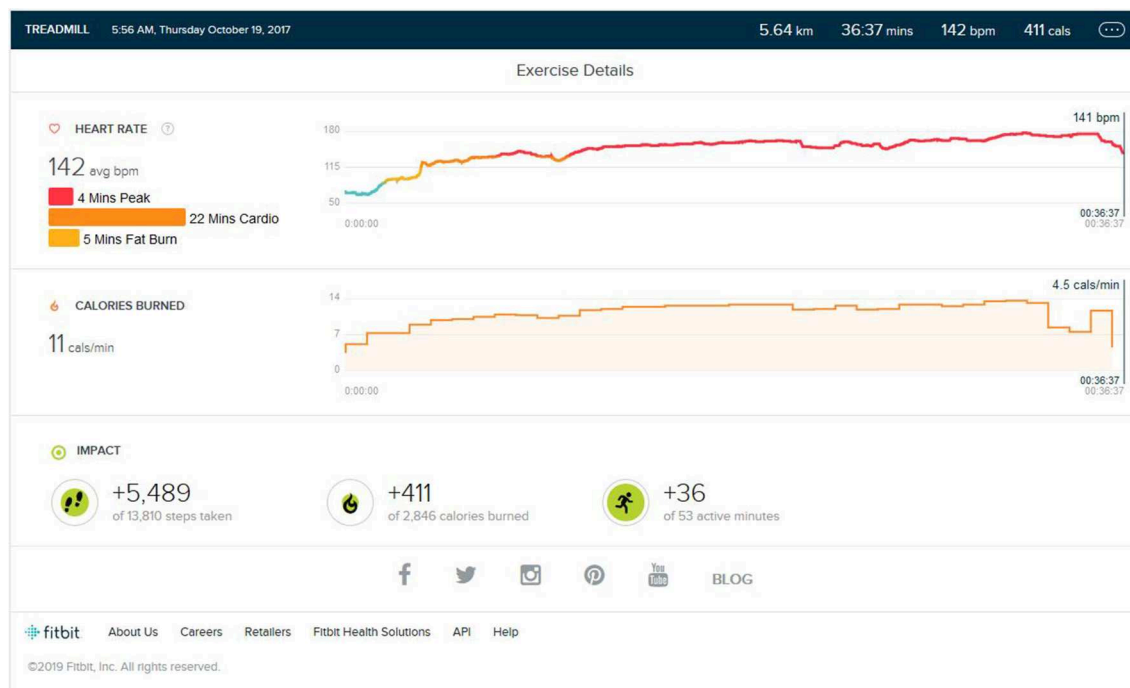 TREADMILL 5:56 AM, Thursday October 19, 2017 5.64 km 36:37 mins 142 bpm 411 cals
Exercise Details
HEART RATE ?
142 avg bpm
4 Mins Peak
22 Mins Cardio
5 Mins Fat Burn
141 bpm
180
115
50
00:36:37
0:00:00 00:36:37
CALORIES BURNED
11 cals/min
4.5 cals/min
14
7
0
00:36:37
0:00:00 00:36:37
IMPACT
+5,489
of 13,810 steps taken
+411
of 2,846 calories burned
+36
of 53 active minutes
You
Tube
BLOG
fitbit About Us Careers Retailers Fitbit Health Solutions API Help
©2019 Fitbit, Inc. All rights reserved.